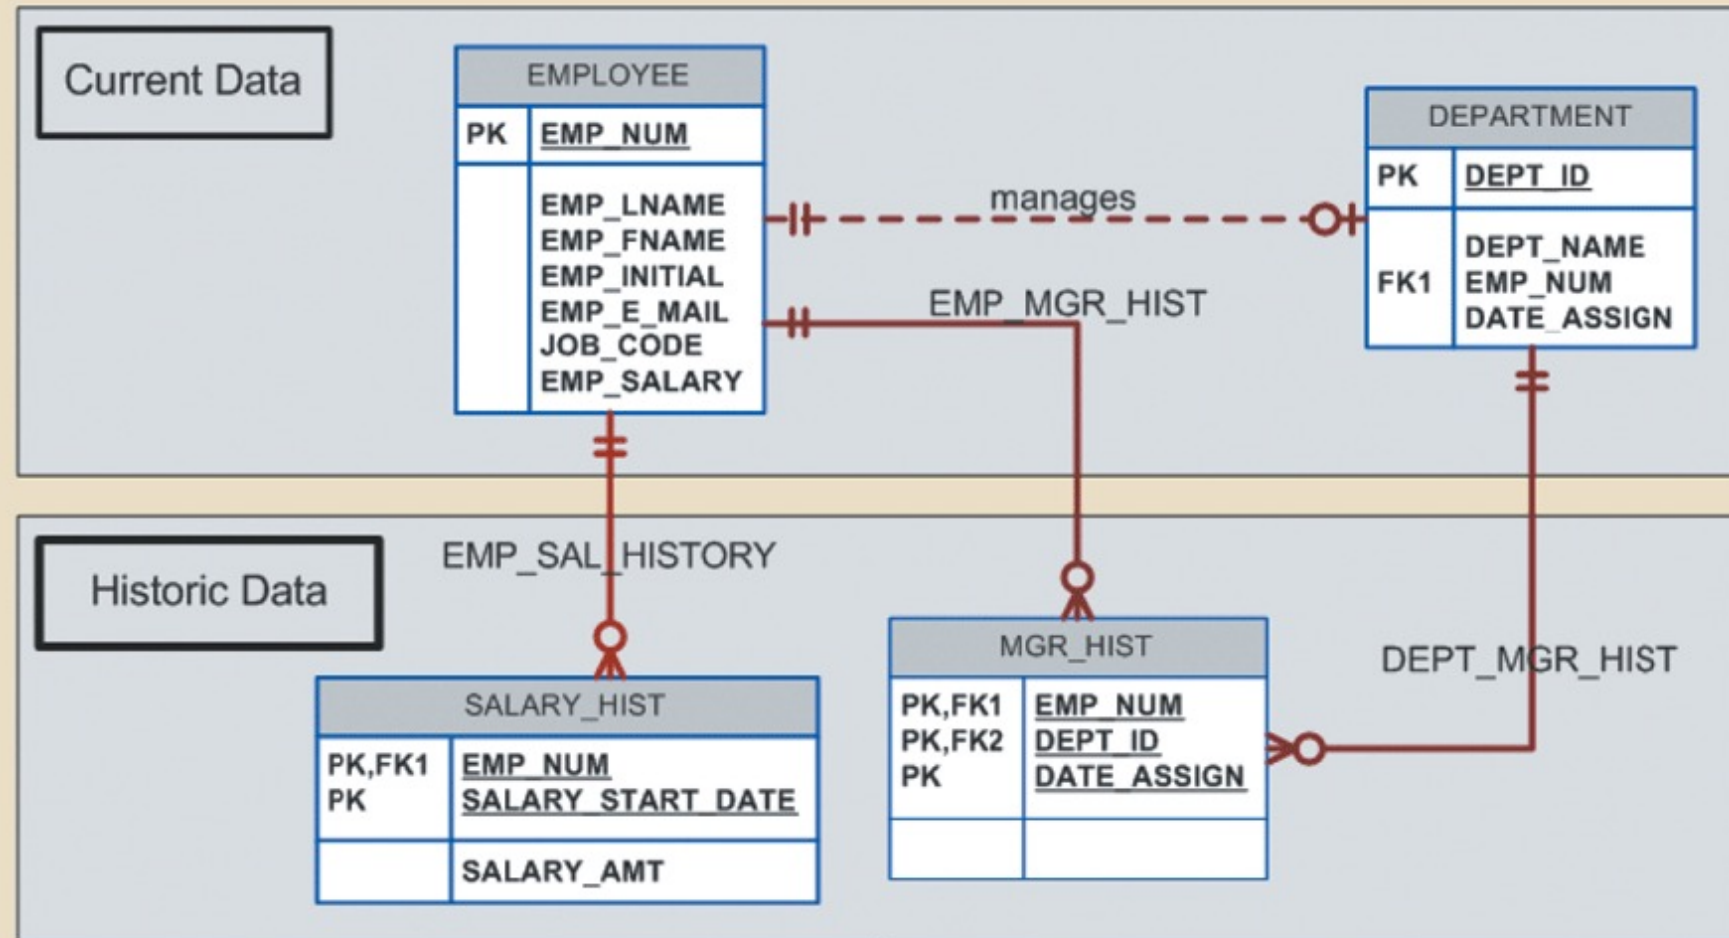 Current Data
EMPLOYEE
PK EMP_NUM
EMP_LNAME
EMP_FNAME
EMP_INITIAL
EMP_E_MAIL
JOB_CODE
EMP_SALARY
manages
EMP_MGR_HIST
DEPARTMENT
PK DEPT_ID
DEPT_NAME
FK1 EMP_NUM
DATE_ASSIGN
Historic Data
EMP_SAL_HISTORY
SALARY_HIST
PK,FK1 EMP_NUM
PK SALARY_START_DATE
SALARY_AMT
MGR_HIST
PK,FK1 EMP_NUM
PK,FK2 DEPT_ID
PK DATE_ASSIGN
DEPT_MGR_HIST